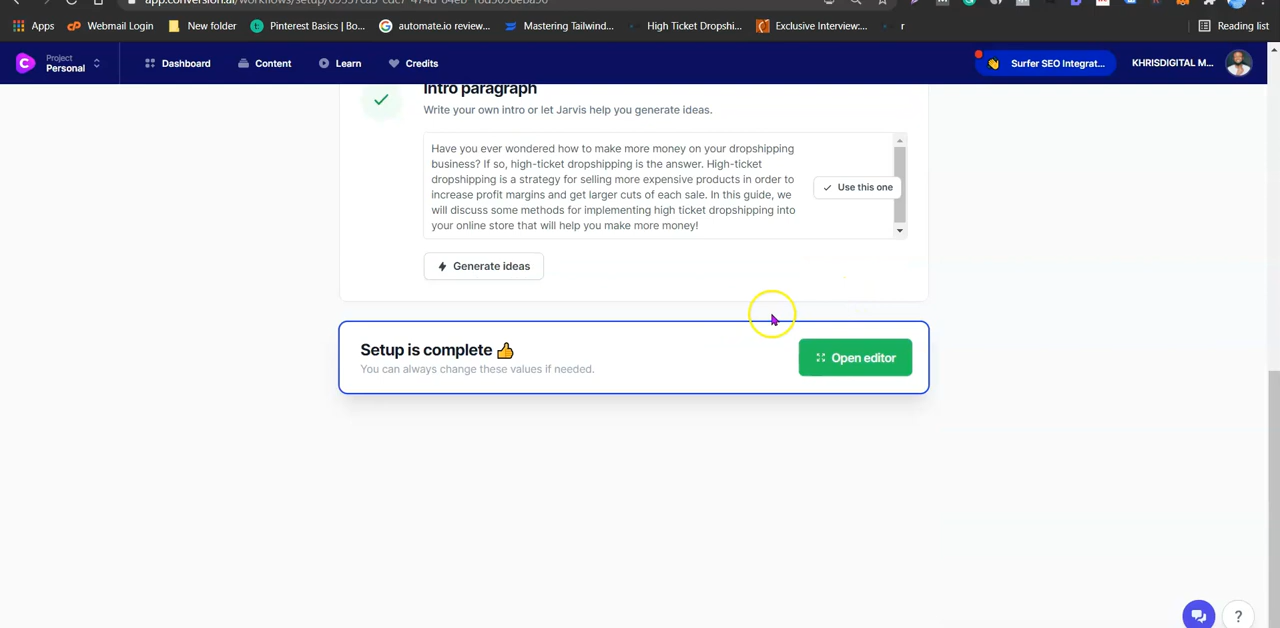 app.conversion.ai/workflows/setup/
Apps
Webmail Login
New folder
Pinterest Basics | Bo...
automate.io review...
Mastering Tailwind...
High Ticket Dropshi...
Exclusive Interview:...
r
Reading list
C
Project
Personal
Dashboard
Content
Learn
Credits
Surfer SEO Integrat...
KHRISDIGITAL M...
Intro paragraph
Write your own intro or let Jarvis help you generate ideas.
Have you ever wondered how to make more money on your dropshipping
business? If so, high-ticket dropshipping is the answer. High-ticket
dropshipping is a strategy for selling more expensive products in order to
increase profit margins and get larger cuts of each sale. In this guide, we
will discuss some methods for implementing high ticket dropshipping into
your online store that will help you make more money!
Use this one
Generate ideas
Setup is complete 👍
You can always change these values if needed.
Open editor
?